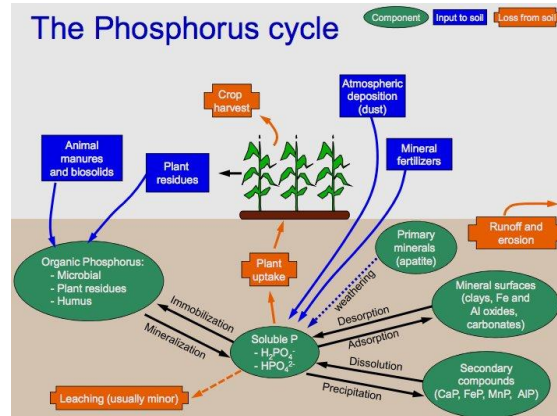 The Phosphorus cycle
Component
Input to soil
Loss from soil
Crop
harvest
Atmospheric
deposition
(dust)
Mineral
fertilizers
Animal
manures
and biosolids
Plant
residues
Runoff and
erosion
Primary
minerals
(apatite)
Organic Phosphorus:
- Microbial
- Plant residues
- Humus
Plant
uptake
weathering
Mineral surfaces
(clays, Fe and
Al oxides,
carbonates)
Immobilization
Mineralization
Desorption
Adsorption
Soluble P
- H₂PO₄⁻
- HPO₄²⁻
Dissolution
Precipitation
Secondary
compounds
(CaP, FeP, MnP, AlP)
Leaching (usually minor)